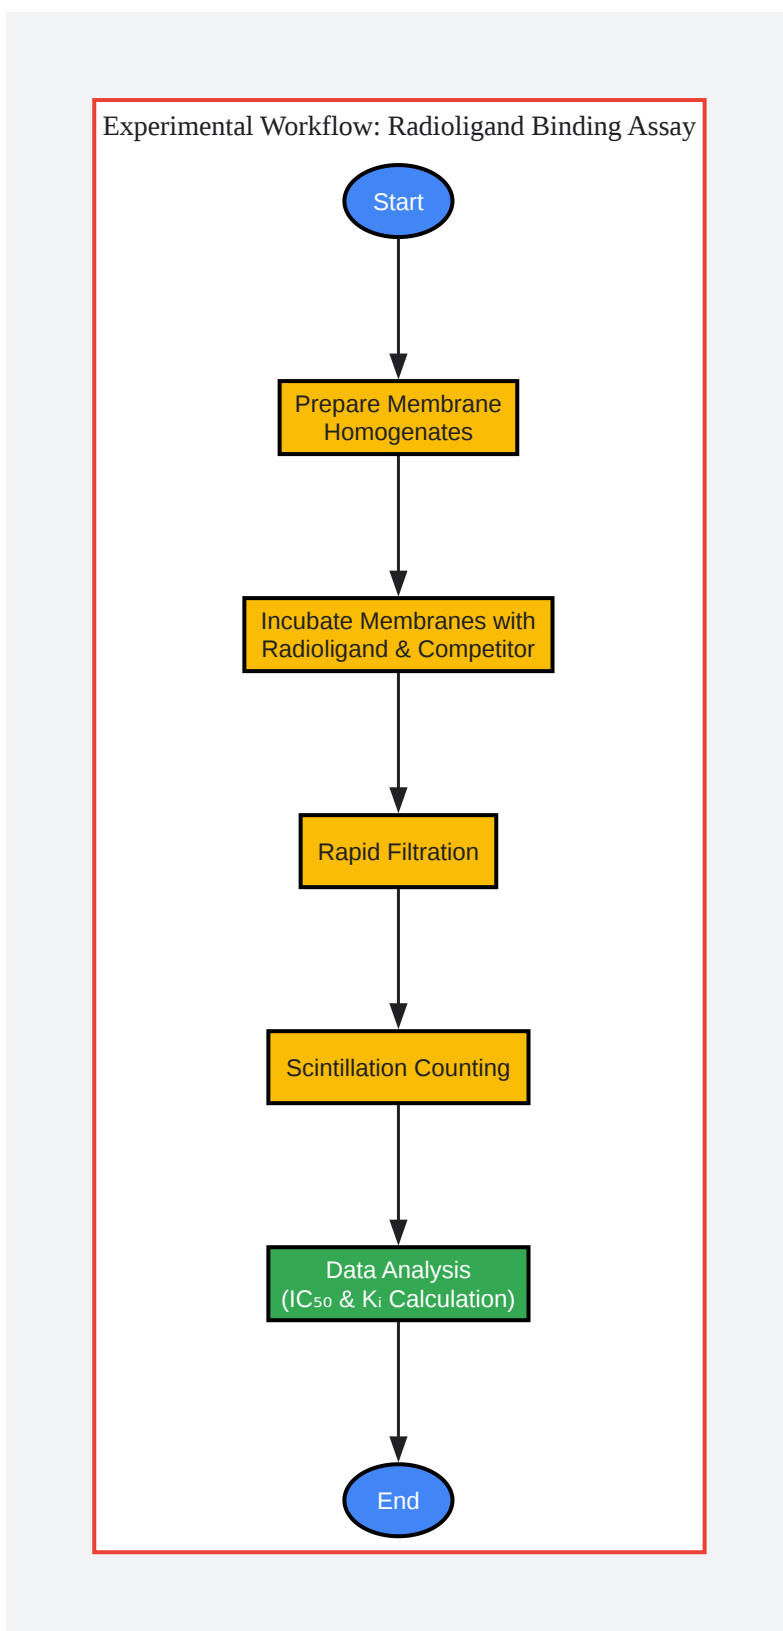 Experimental Workflow: Radioligand Binding Assay
Start
Prepare Membrane
Homogenates
Incubate Membranes with
Radioligand & Competitor
Rapid Filtration
Scintillation Counting
Data Analysis
(IC₅₀ & Kᵢ Calculation)
End